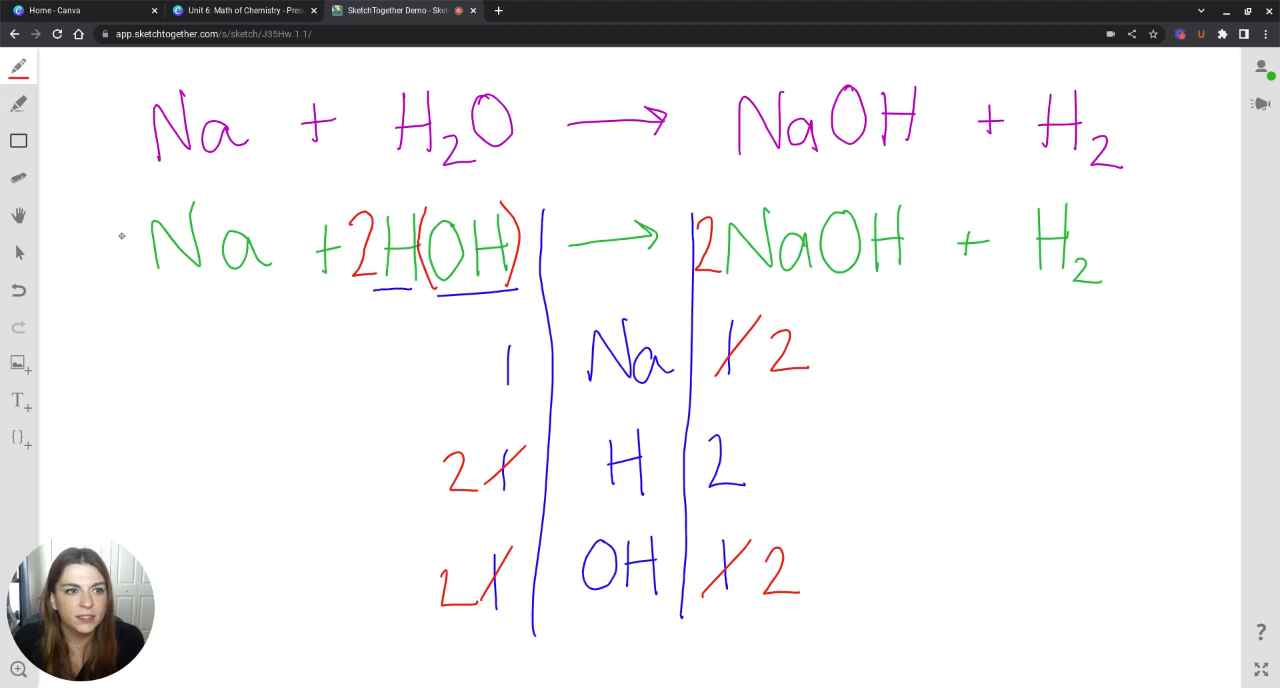 Home - Canva
Unit 6: Math of Chemistry - Pres
SketchTogether Demo - Sket
app.sketchtogether.com/s/sketch/J35Hw.1.1/
Na + H2O → NaOH + H2
Na + 2H(OH) → 2NaOH + H2
1 Na 1 2
2 1 H 2
2 1 OH 1 2